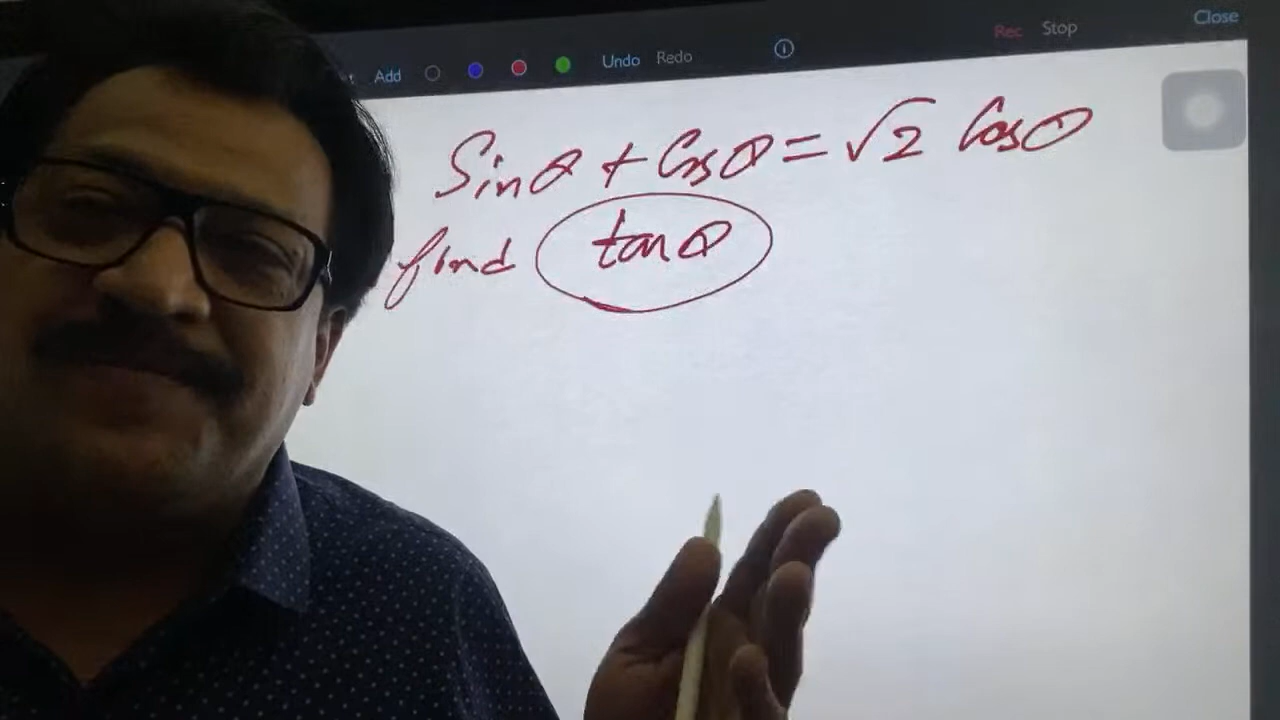 Add Undo Redo Rec Stop Close
Sinθ + Cosθ = √2 Cosθ
find tanθ